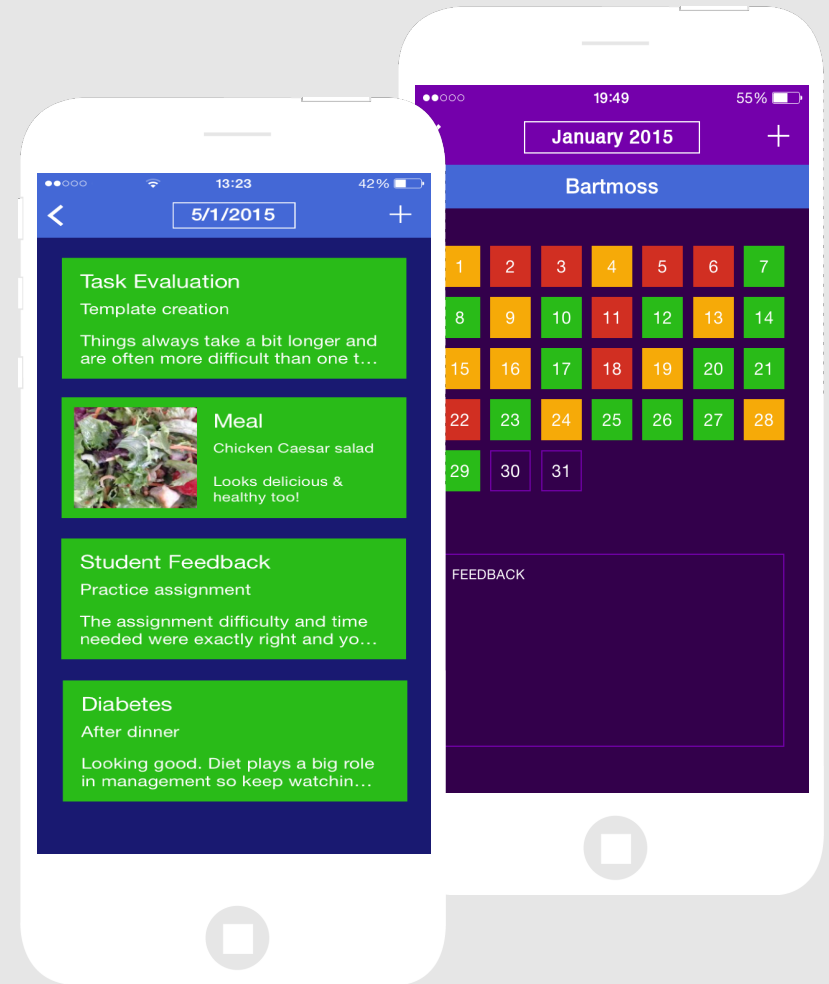 13:23
42%
5/1/2015
Task Evaluation
Template creation
Things always take a bit longer and
are often more difficult than one t...
Meal
Chicken Caesar salad
Looks delicious &
healthy too!
Student Feedback
Practice assignment
The assignment difficulty and time
needed were exactly right and yo...
Diabetes
After dinner
Looking good. Diet plays a big role
in management so keep watchin...
19:49
55%
January 2015
Bartmoss
1 2 3 4 5 6 7
8 9 10 11 12 13 14
15 16 17 18 19 20 21
22 23 24 25 26 27 28
29 30 31
FEEDBACK